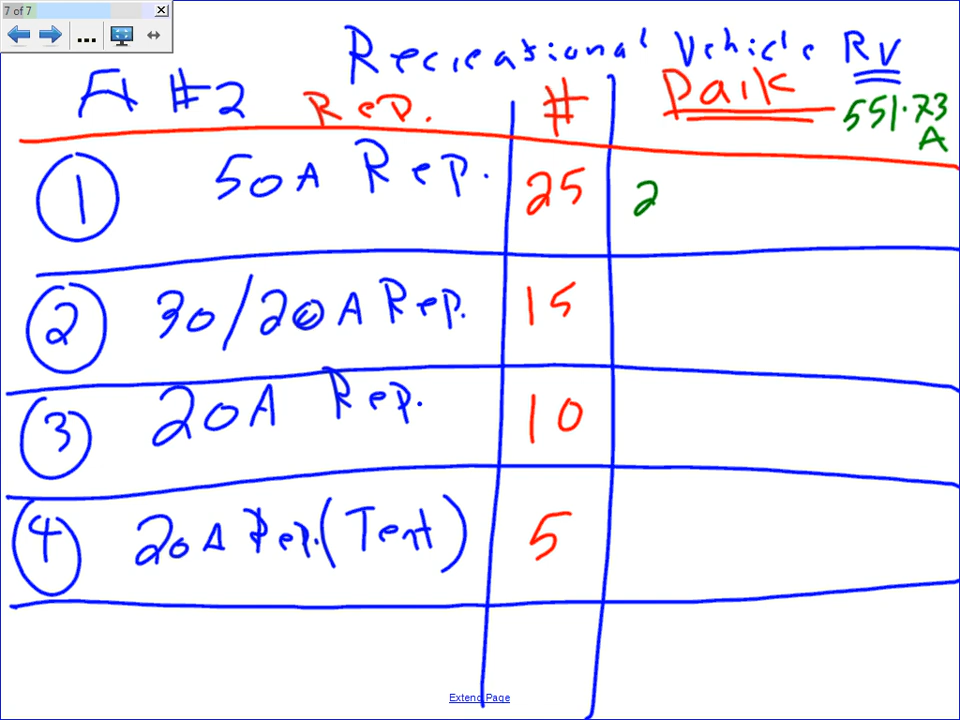 7 of 7
Recreational Vehicle RV
A #2 Rep. # Park 551.73 A
1 50A Rep. 25 2
2 30/20A Rep. 15
3 20A Rep. 10
4 20A Rep. (Tent) 5
Extend Page